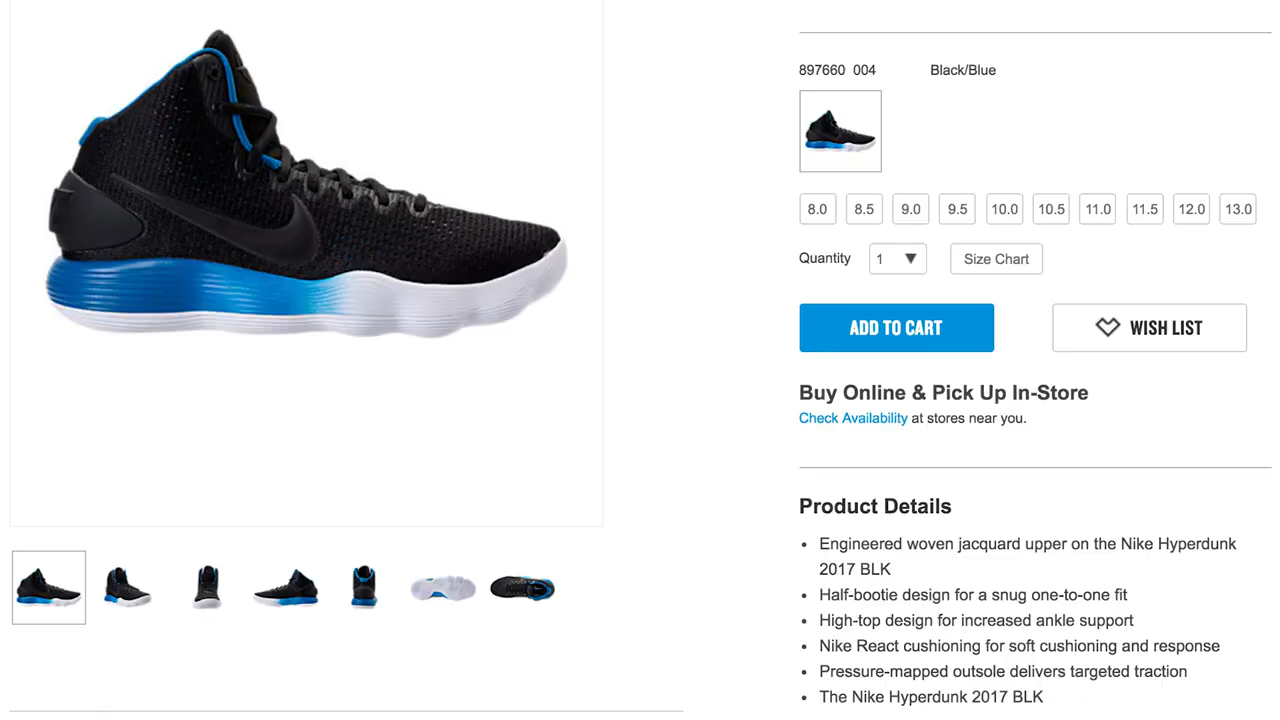 897660 004 Black/Blue
8.0 8.5 9.0 9.5 10.0 10.5 11.0 11.5 12.0 13.0
Quantity 1 Size Chart
ADD TO CART WISH LIST
Buy Online & Pick Up In-Store
Check Availability at stores near you.
Product Details
Engineered woven jacquard upper on the Nike Hyperdunk
2017 BLK
Half-bootie design for a snug one-to-one fit
High-top design for increased ankle support
Nike React cushioning for soft cushioning and response
Pressure-mapped outsole delivers targeted traction
The Nike Hyperdunk 2017 BLK